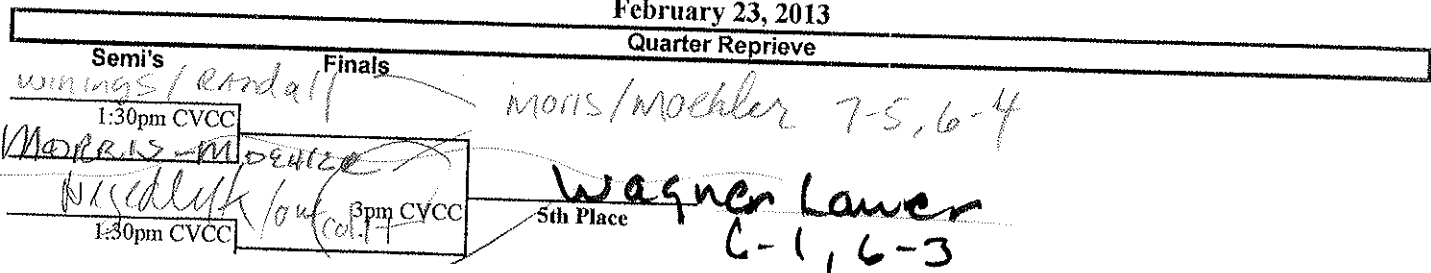 February 23, 2013
Quarter Reprieve
Semi's Finals
winings / Randall
moris/moehler 7-5, 6-4
1:30pm CVCC
MORRIS-MOEHLER
3pm CVCC
Wagner Lawer
5th Place
1:30pm CVCC
6-1, 6-3